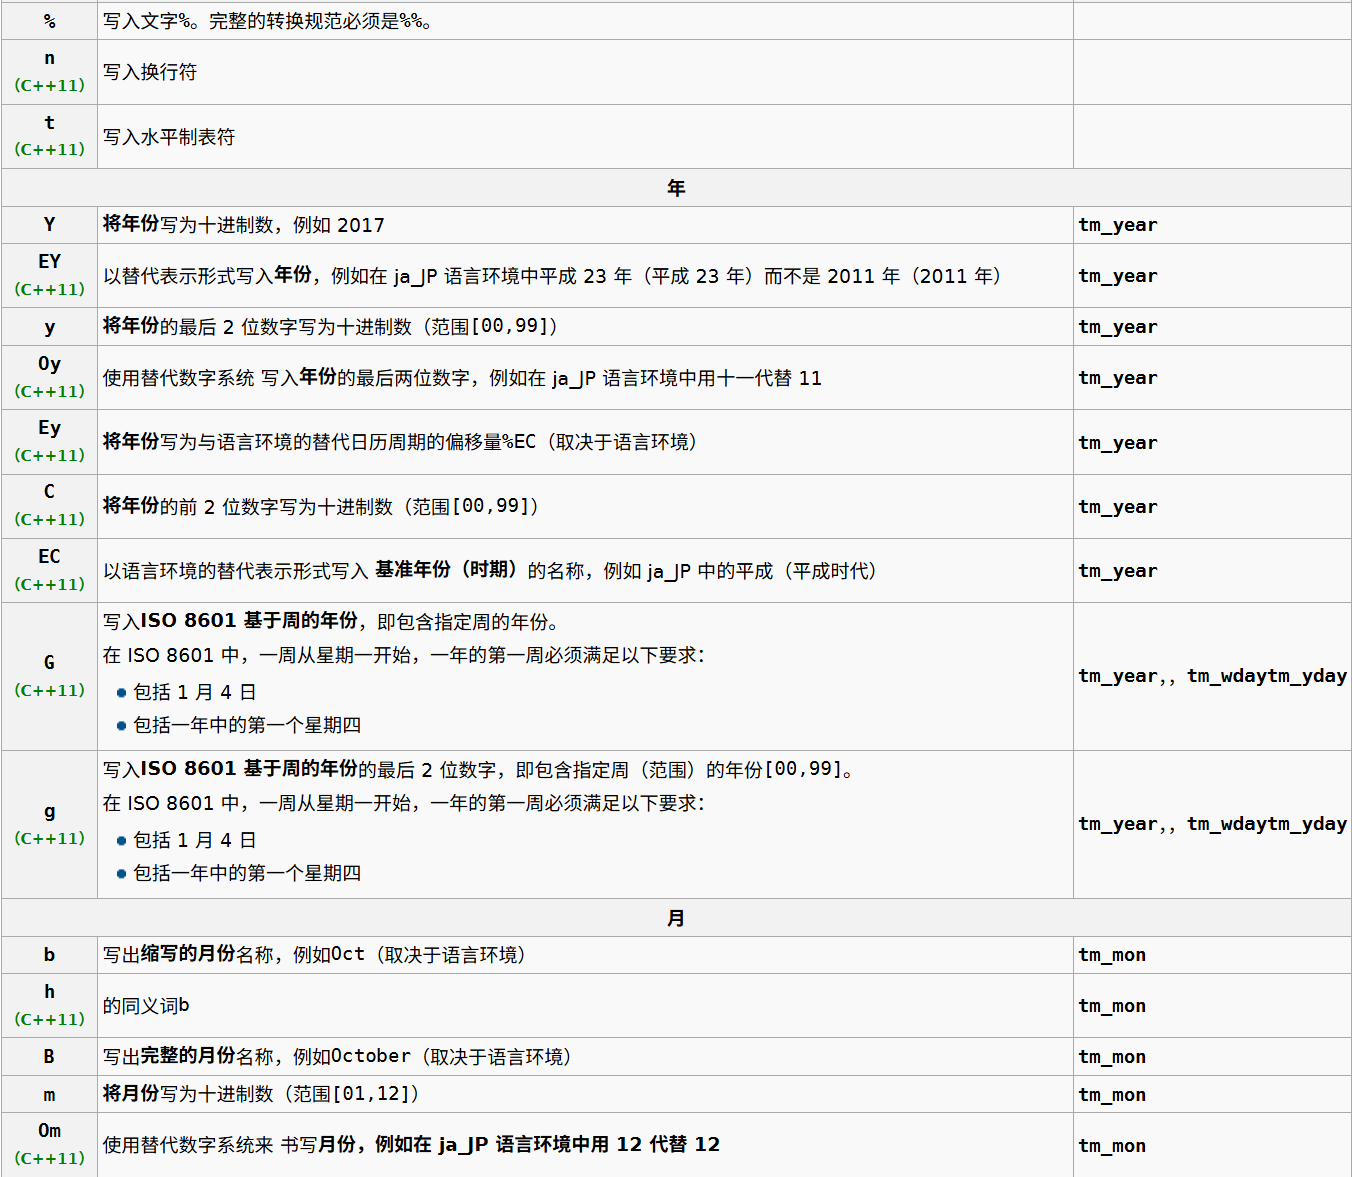 % 写入文字%。完整的转换规范必须是%%。
n
(C++11)
写入换行符
t
(C++11)
写入水平制表符
年
Y 将年份写为十进制数，例如 2017 tm_year
EY
(C++11)
以替代表示形式写入年份，例如在 ja_JP 语言环境中平成 23 年（平成 23 年）而不是 2011 年（2011 年） tm_year
y 将年份的最后 2 位数字写为十进制数（范围[00,99]） tm_year
Oy
(C++11)
使用替代数字系统 写入年份的最后两位数字，例如在 ja_JP 语言环境中用十一代替 11 tm_year
Ey
(C++11)
将年份写为与语言环境的替代日历周期的偏移量%EC（取决于语言环境） tm_year
C
(C++11)
将年份的前 2 位数字写为十进制数（范围[00,99]） tm_year
EC
(C++11)
以语言环境的替代表示形式写入 基准年份（时期）的名称，例如 ja_JP 中的平成（平成时代） tm_year
G
(C++11)
写入ISO 8601 基于周的年份，即包含指定周的年份。
在 ISO 8601 中，一周从星期一开始，一年的第一周必须满足以下要求：
包括 1 月 4 日
包括一年中的第一个星期四
tm_year，，tm_wdaytm_yday
g
(C++11)
写入ISO 8601 基于周的年份的最后 2 位数字，即包含指定周（范围）的年份[00,99]。
在 ISO 8601 中，一周从星期一开始，一年的第一周必须满足以下要求：
包括 1 月 4 日
包括一年中的第一个星期四
tm_year，，tm_wdaytm_yday
月
b 写出缩写的月份名称，例如Oct（取决于语言环境） tm_mon
h
(C++11)
的同义词b tm_mon
B 写出完整的月份名称，例如October（取决于语言环境） tm_mon
m 将月份写为十进制数（范围[01,12]） tm_mon
Om
(C++11)
使用替代数字系统来 书写月份，例如在 ja_JP 语言环境中用 12 代替 12 tm_mon